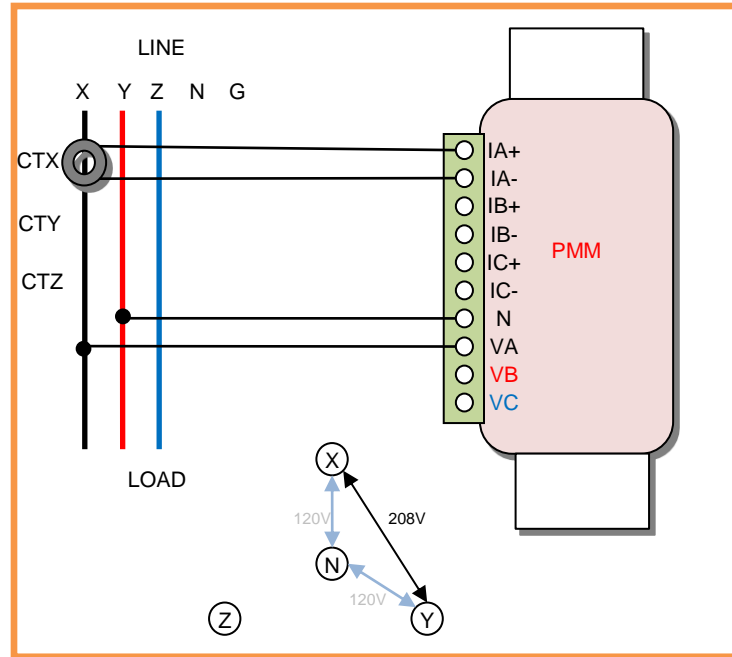 LINE
X Y Z N G
CTX
CTY
CTZ
IA+
IA-
IB+
IB-
IC+
IC-
N
VA
VB
VC
PMM
LOAD
X
120V
208V
N
120V
Z
Y